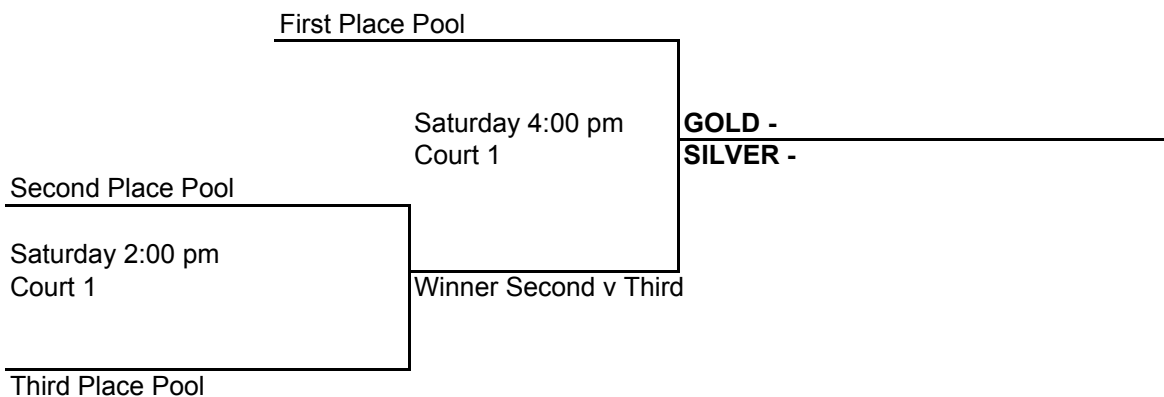 First Place Pool
Saturday 4:00 pm
Court 1
GOLD -
SILVER -
Second Place Pool
Saturday 2:00 pm
Court 1
Winner Second v Third
Third Place Pool